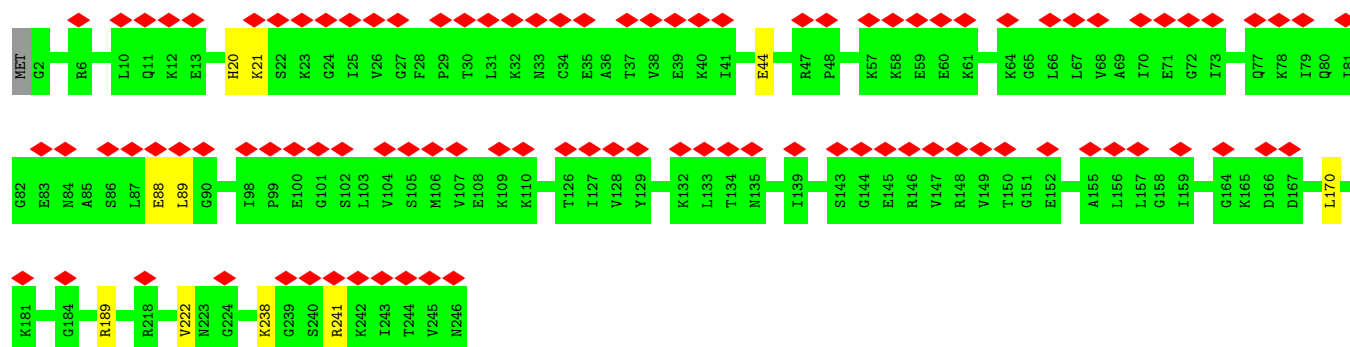 MET G2 R6 L10 Q11 K12 E13 H20 K21 S22 K23 G24 I25 V26 G27 F28 P29 T30 L31 K32 N33 C34 E35 A36 T37 V38 E39 K40 I41 E44 R47 P48 K57 K58 E59 E60 K61 K64 G65 L66 L67 V68 A69 I70 E71 G72 I73 Q77 K78 I79 Q80 I81
G82 E83 N84 A85 S86 L87 E88 L89 G90 I98 P99 E100 G101 S102 L103 V104 S105 M106 V107 E108 K109 K110 T126 I127 V128 Y129 K132 L133 T134 N135 I139 S143 G144 E145 R146 V147 R148 V149 T150 G151 E152 A155 L156 L157 G158 I159 G164 K165 D166 D167 L170
K181 G184 R189 R218 V222 N223 G224 K238 G239 S240 R241 K242 I243 T244 V245 N246